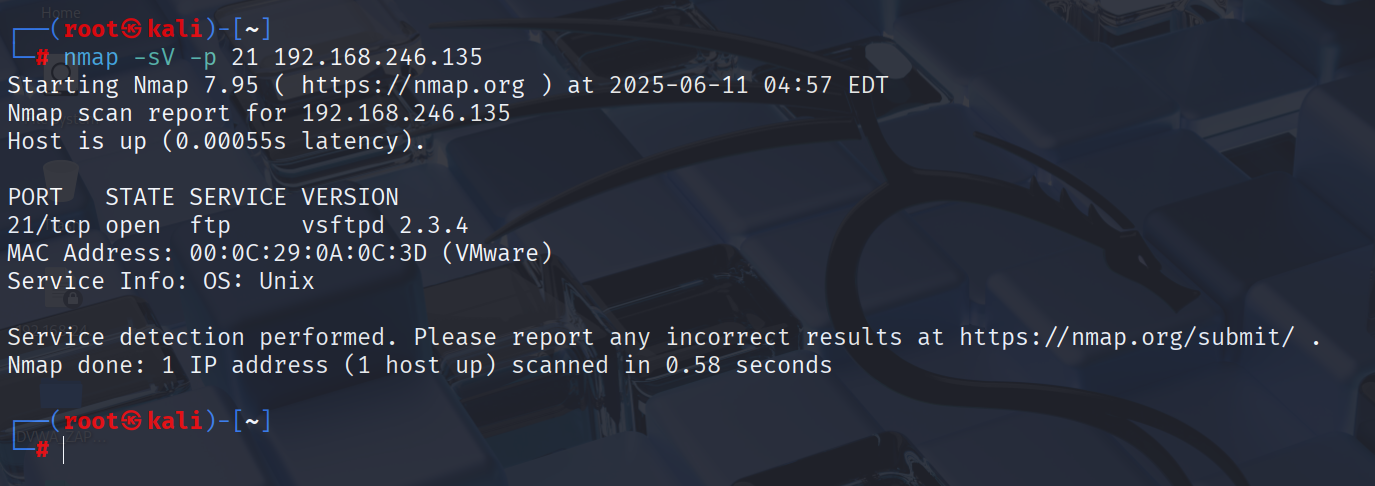 Home
┌──(root㉿kali)-[~]
└─# nmap -sV -p 21 192.168.246.135
Starting Nmap 7.95 ( https://nmap.org ) at 2025-06-11 04:57 EDT
Nmap scan report for 192.168.246.135
Host is up (0.00055s latency).
PORT   STATE SERVICE VERSION
21/tcp open  ftp     vsftpd 2.3.4
MAC Address: 00:0C:29:0A:0C:3D (VMware)
Service Info: OS: Unix
Service detection performed. Please report any incorrect results at https://nmap.org/submit/ .
Nmap done: 1 IP address (1 host up) scanned in 0.58 seconds
┌──(root㉿kali)-[~]
└─#